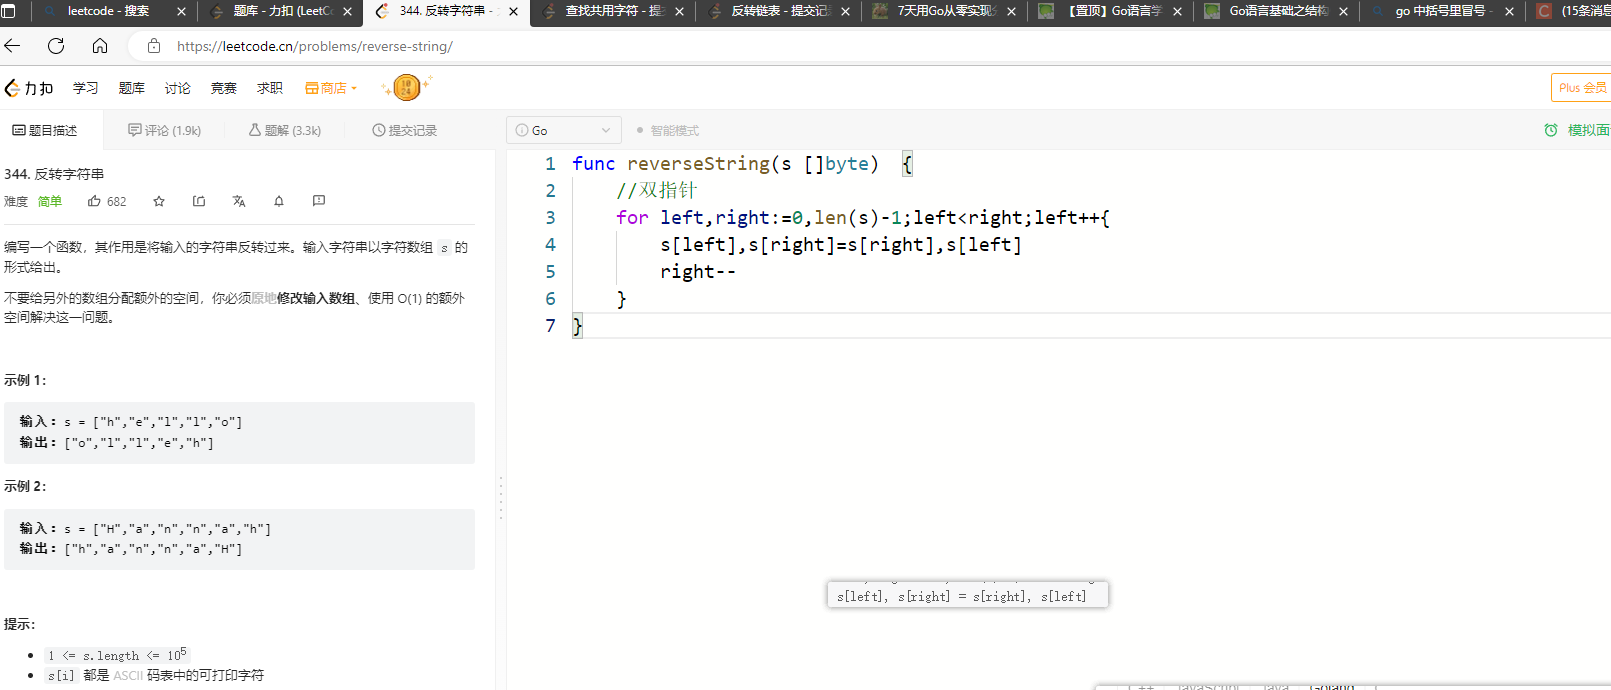 leetcode - 搜索
题库 - 力扣 (LeetC
344. 反转字符串 -
查找共用字符 - 提
反转链表 - 提交记
7天用Go从零实现
【置顶】Go语言学
Go语言基础之结构
go 中括号里冒号 -
(15条消息
https://leetcode.cn/problems/reverse-string/
力扣 学习 题库 讨论 竞赛 求职 商店
Plus 会员
题目描述 评论 (1.9k) 题解 (3.3k) 提交记录
Go 智能模式
模拟面
344. 反转字符串
难度 简单 682
编写一个函数，其作用是将输入的字符串反转过来。输入字符串以字符数组 s 的
形式给出。
不要给另外的数组分配额外的空间，你必须原地修改输入数组、使用 O(1) 的额外
空间解决这一问题。
示例 1：
输入：s = ["h","e","l","l","o"]
输出：["o","l","l","e","h"]
示例 2：
输入：s = ["H","a","n","n","a","h"]
输出：["h","a","n","n","a","H"]
提示：
1 <= s.length <= 10⁵
s[i] 都是 ASCII 码表中的可打印字符
1 func reverseString(s []byte)  {
2 //双指针
3 for left,right:=0,len(s)-1;left<right;left++{
4 s[left],s[right]=s[right],s[left]
5 right--
6 }
7 }
s[left], s[right] = s[right], s[left]
C++ JavaScript Java Golang